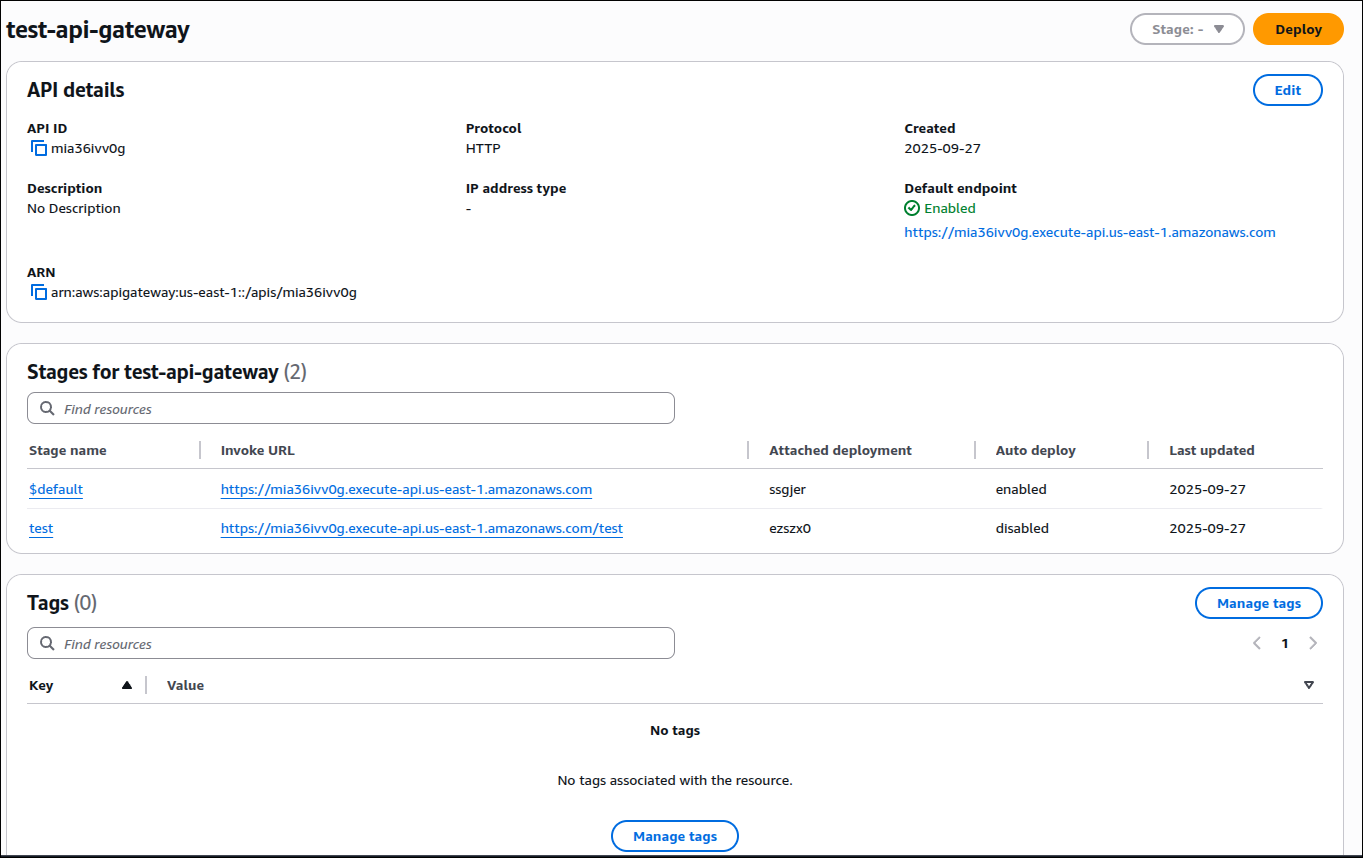 test-api-gateway
Stage: -
Deploy
API details
Edit
API ID
mia36ivv0g
Protocol
HTTP
Created
2025-09-27
Description
No Description
IP address type
-
Default endpoint
Enabled
https://mia36ivv0g.execute-api.us-east-1.amazonaws.com
ARN
arn:aws:apigateway:us-east-1::/apis/mia36ivv0g
Stages for test-api-gateway (2)
Find resources
Stage name Invoke URL Attached deployment Auto deploy Last updated
$default https://mia36ivv0g.execute-api.us-east-1.amazonaws.com ssgjer enabled 2025-09-27
test https://mia36ivv0g.execute-api.us-east-1.amazonaws.com/test ezszx0 disabled 2025-09-27
Tags (0)
Manage tags
Find resources
1
Key Value
No tags
No tags associated with the resource.
Manage tags